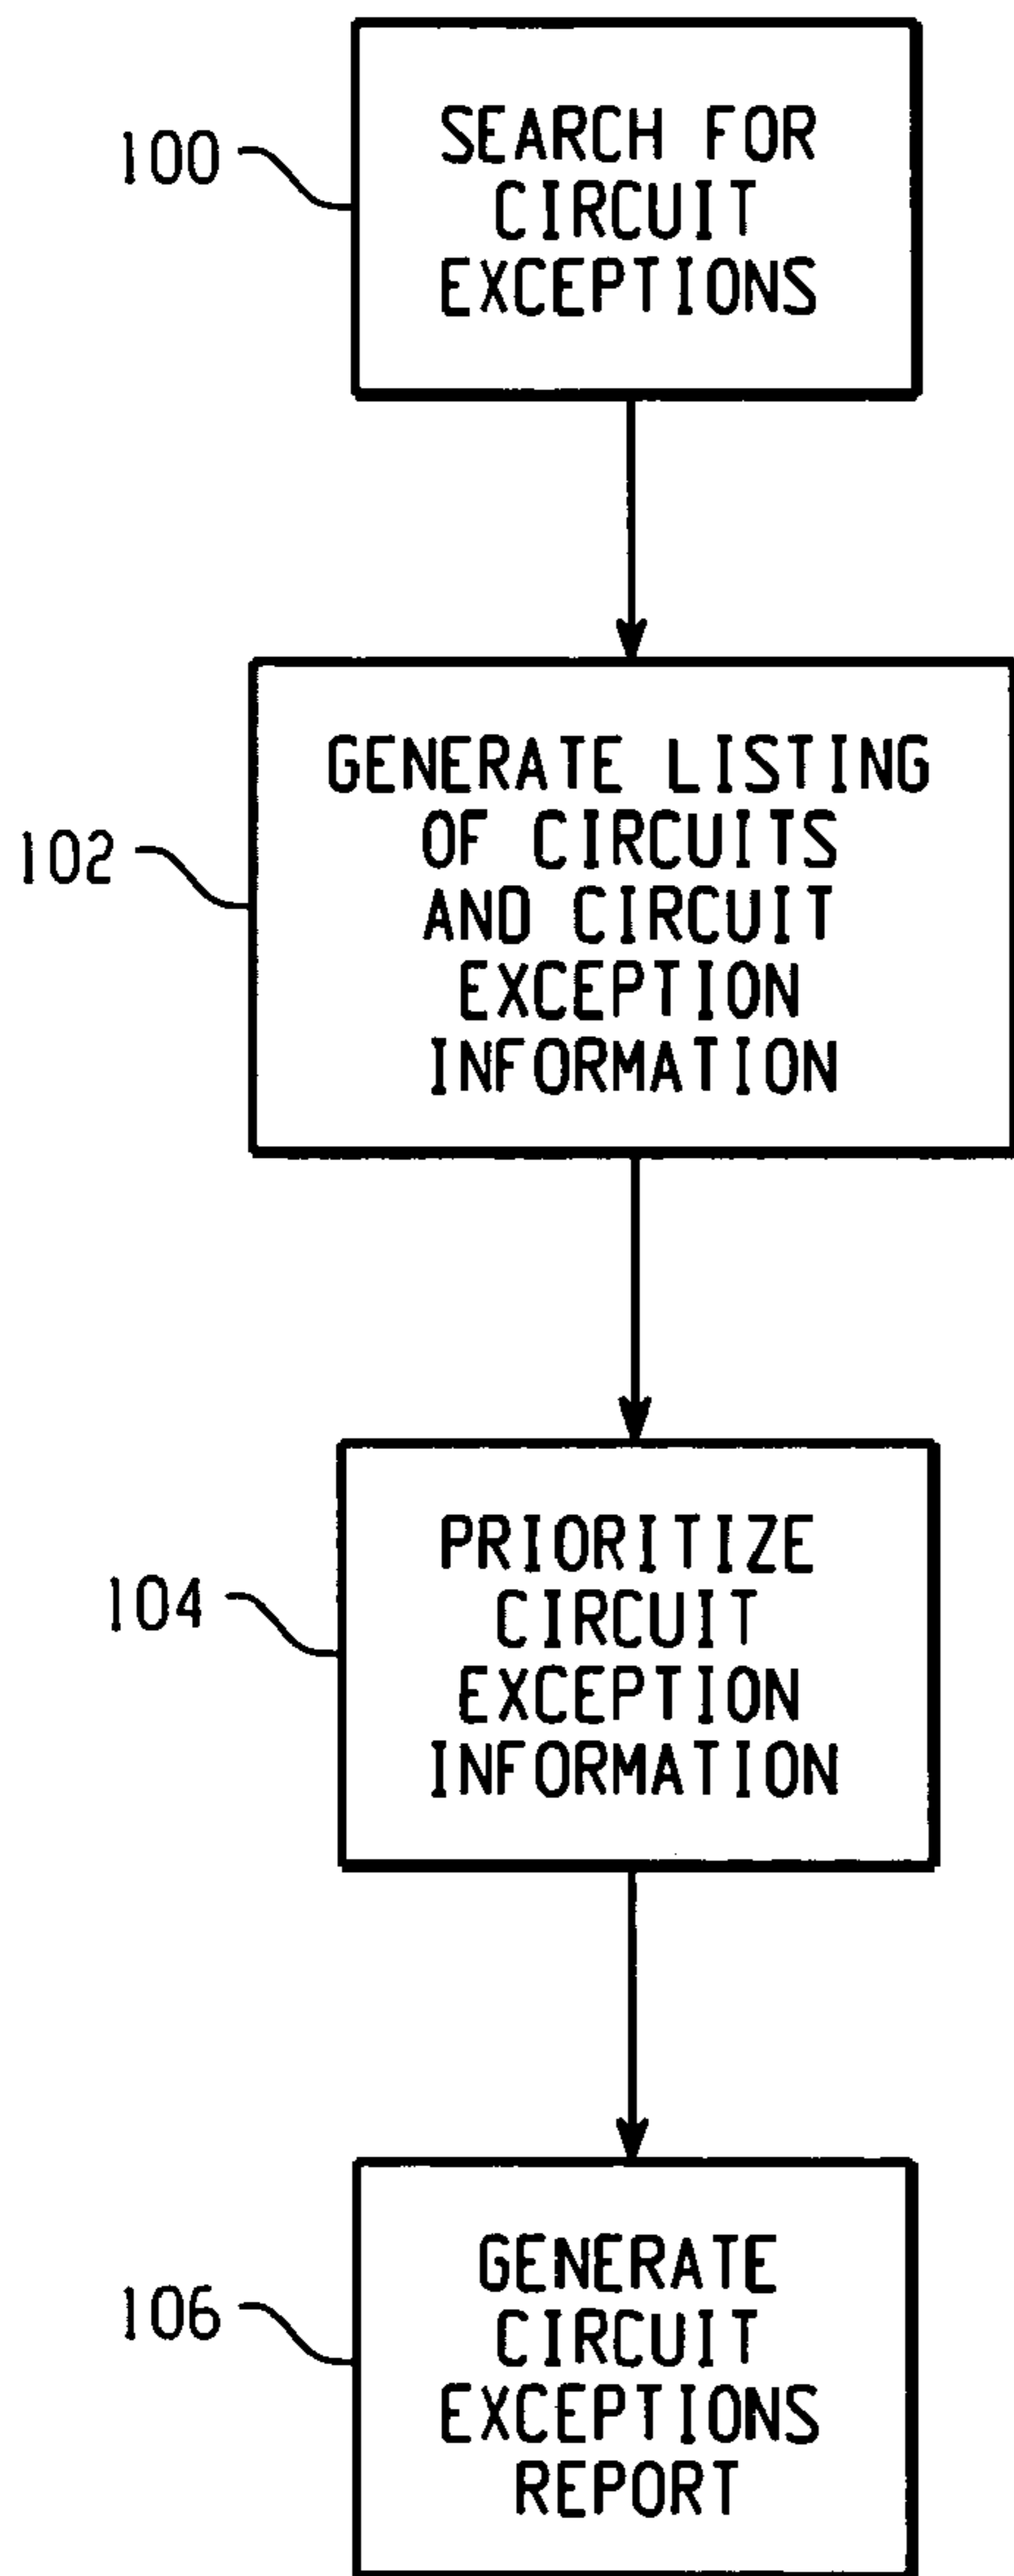 100
SEARCH FOR
CIRCUIT
EXCEPTIONS
102
GENERATE LISTING
OF CIRCUITS
AND CIRCUIT
EXCEPTION
INFORMATION
104
PRIORITIZE
CIRCUIT
EXCEPTION
INFORMATION
106
GENERATE
CIRCUIT
EXCEPTIONS
REPORT